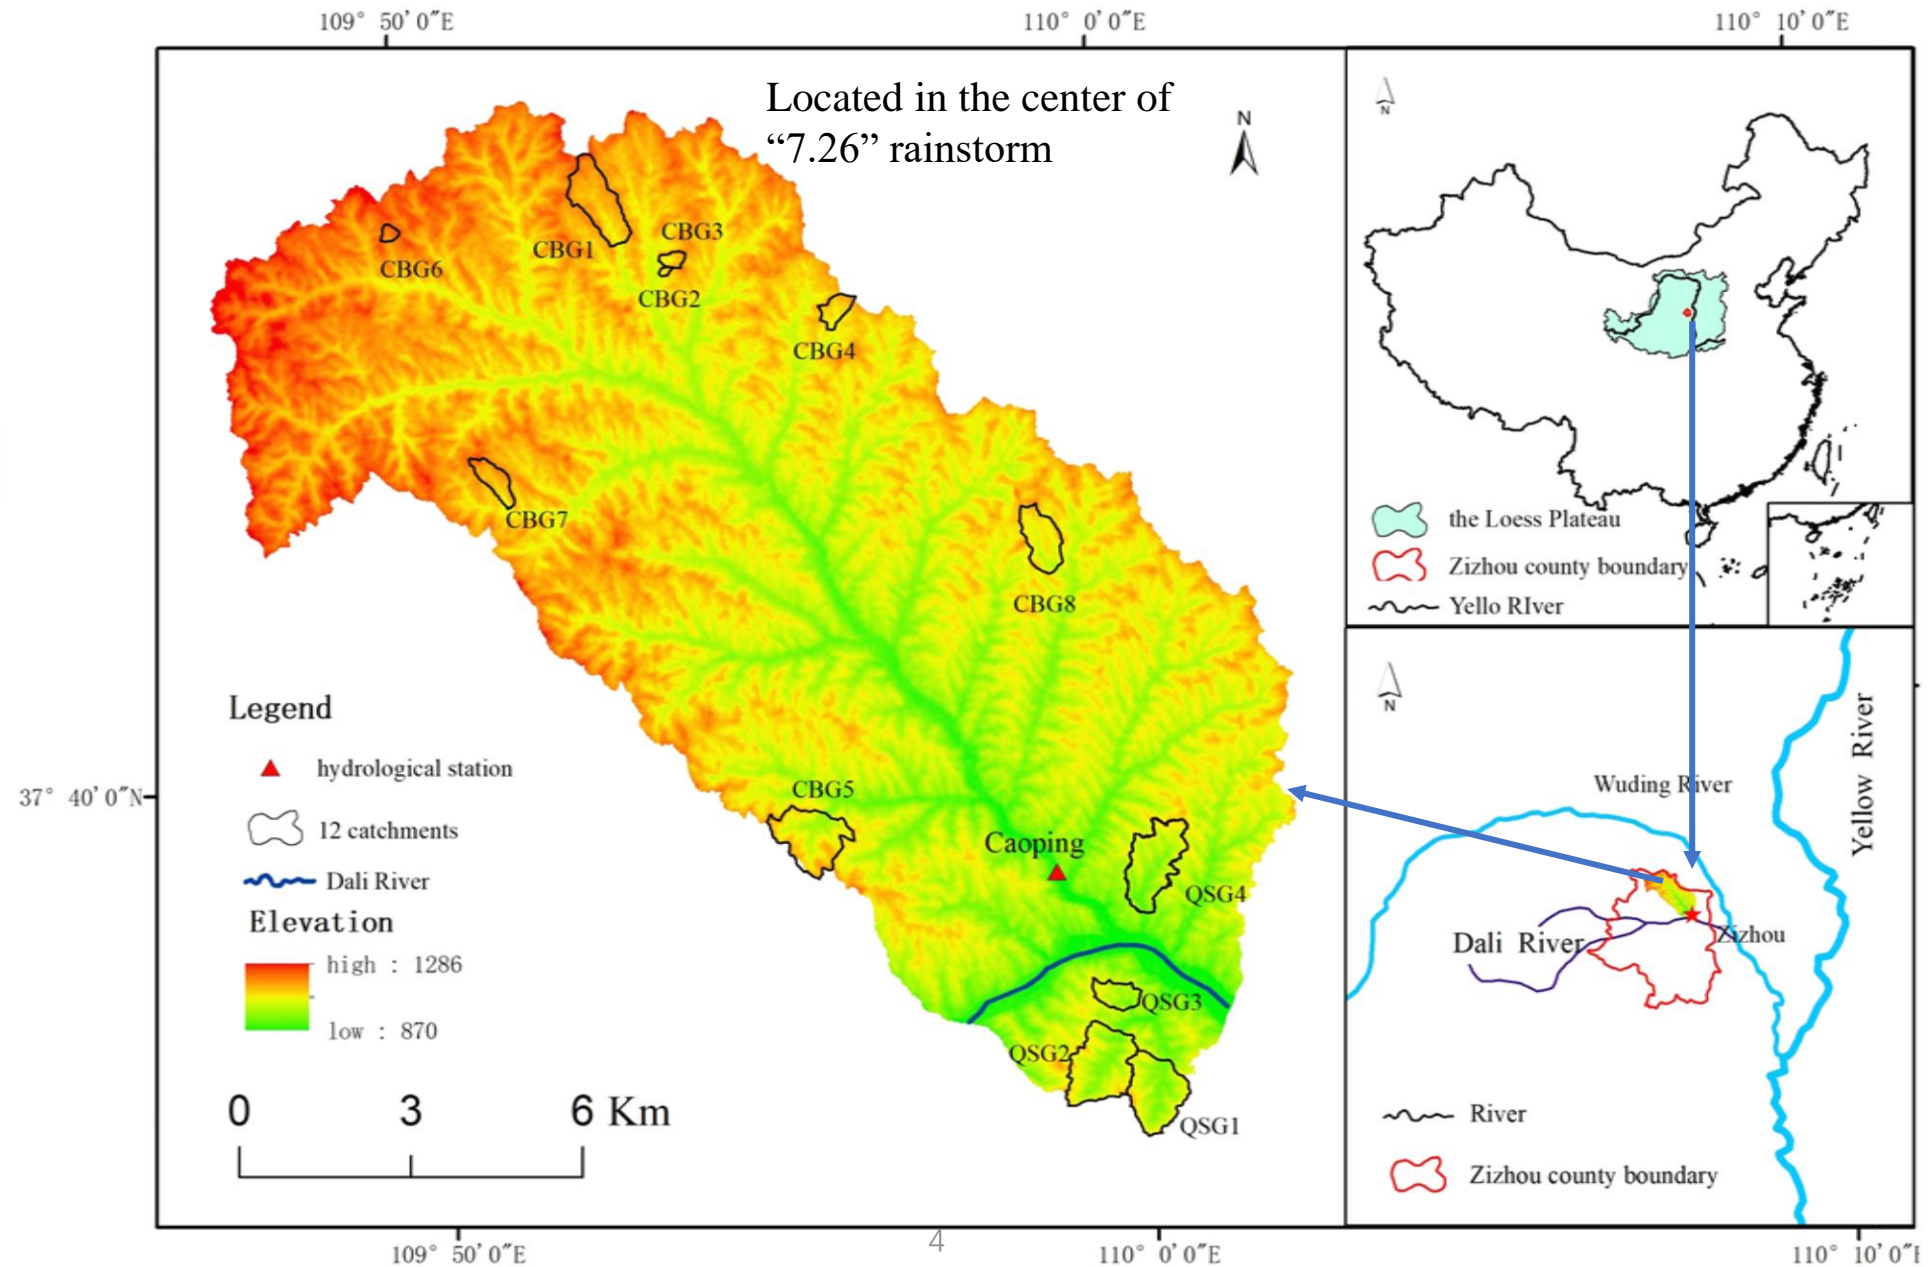 109° 50'0"E
110° 0'0"E
110° 10'0"E
Located in the center of
“7.26” rainstorm
N
CBG1
CBG3
CBG6
CBG2
CBG4
CBG7
CBG8
Legend
hydrological station
12 catchments
Dali River
Elevation
high : 1286
low : 870
37° 40'0"N
CBG5
Caoping
QSG4
QSG3
QSG2
QSG1
0 3 6 Km
N
the Loess Plateau
Zizhou county boundary
Yello RIver
N
Wuding River
Yellow River
Dali River
Zizhou
River
Zizhou county boundary
109° 50'0"E
4
110° 0'0"E
110° 10'0"E